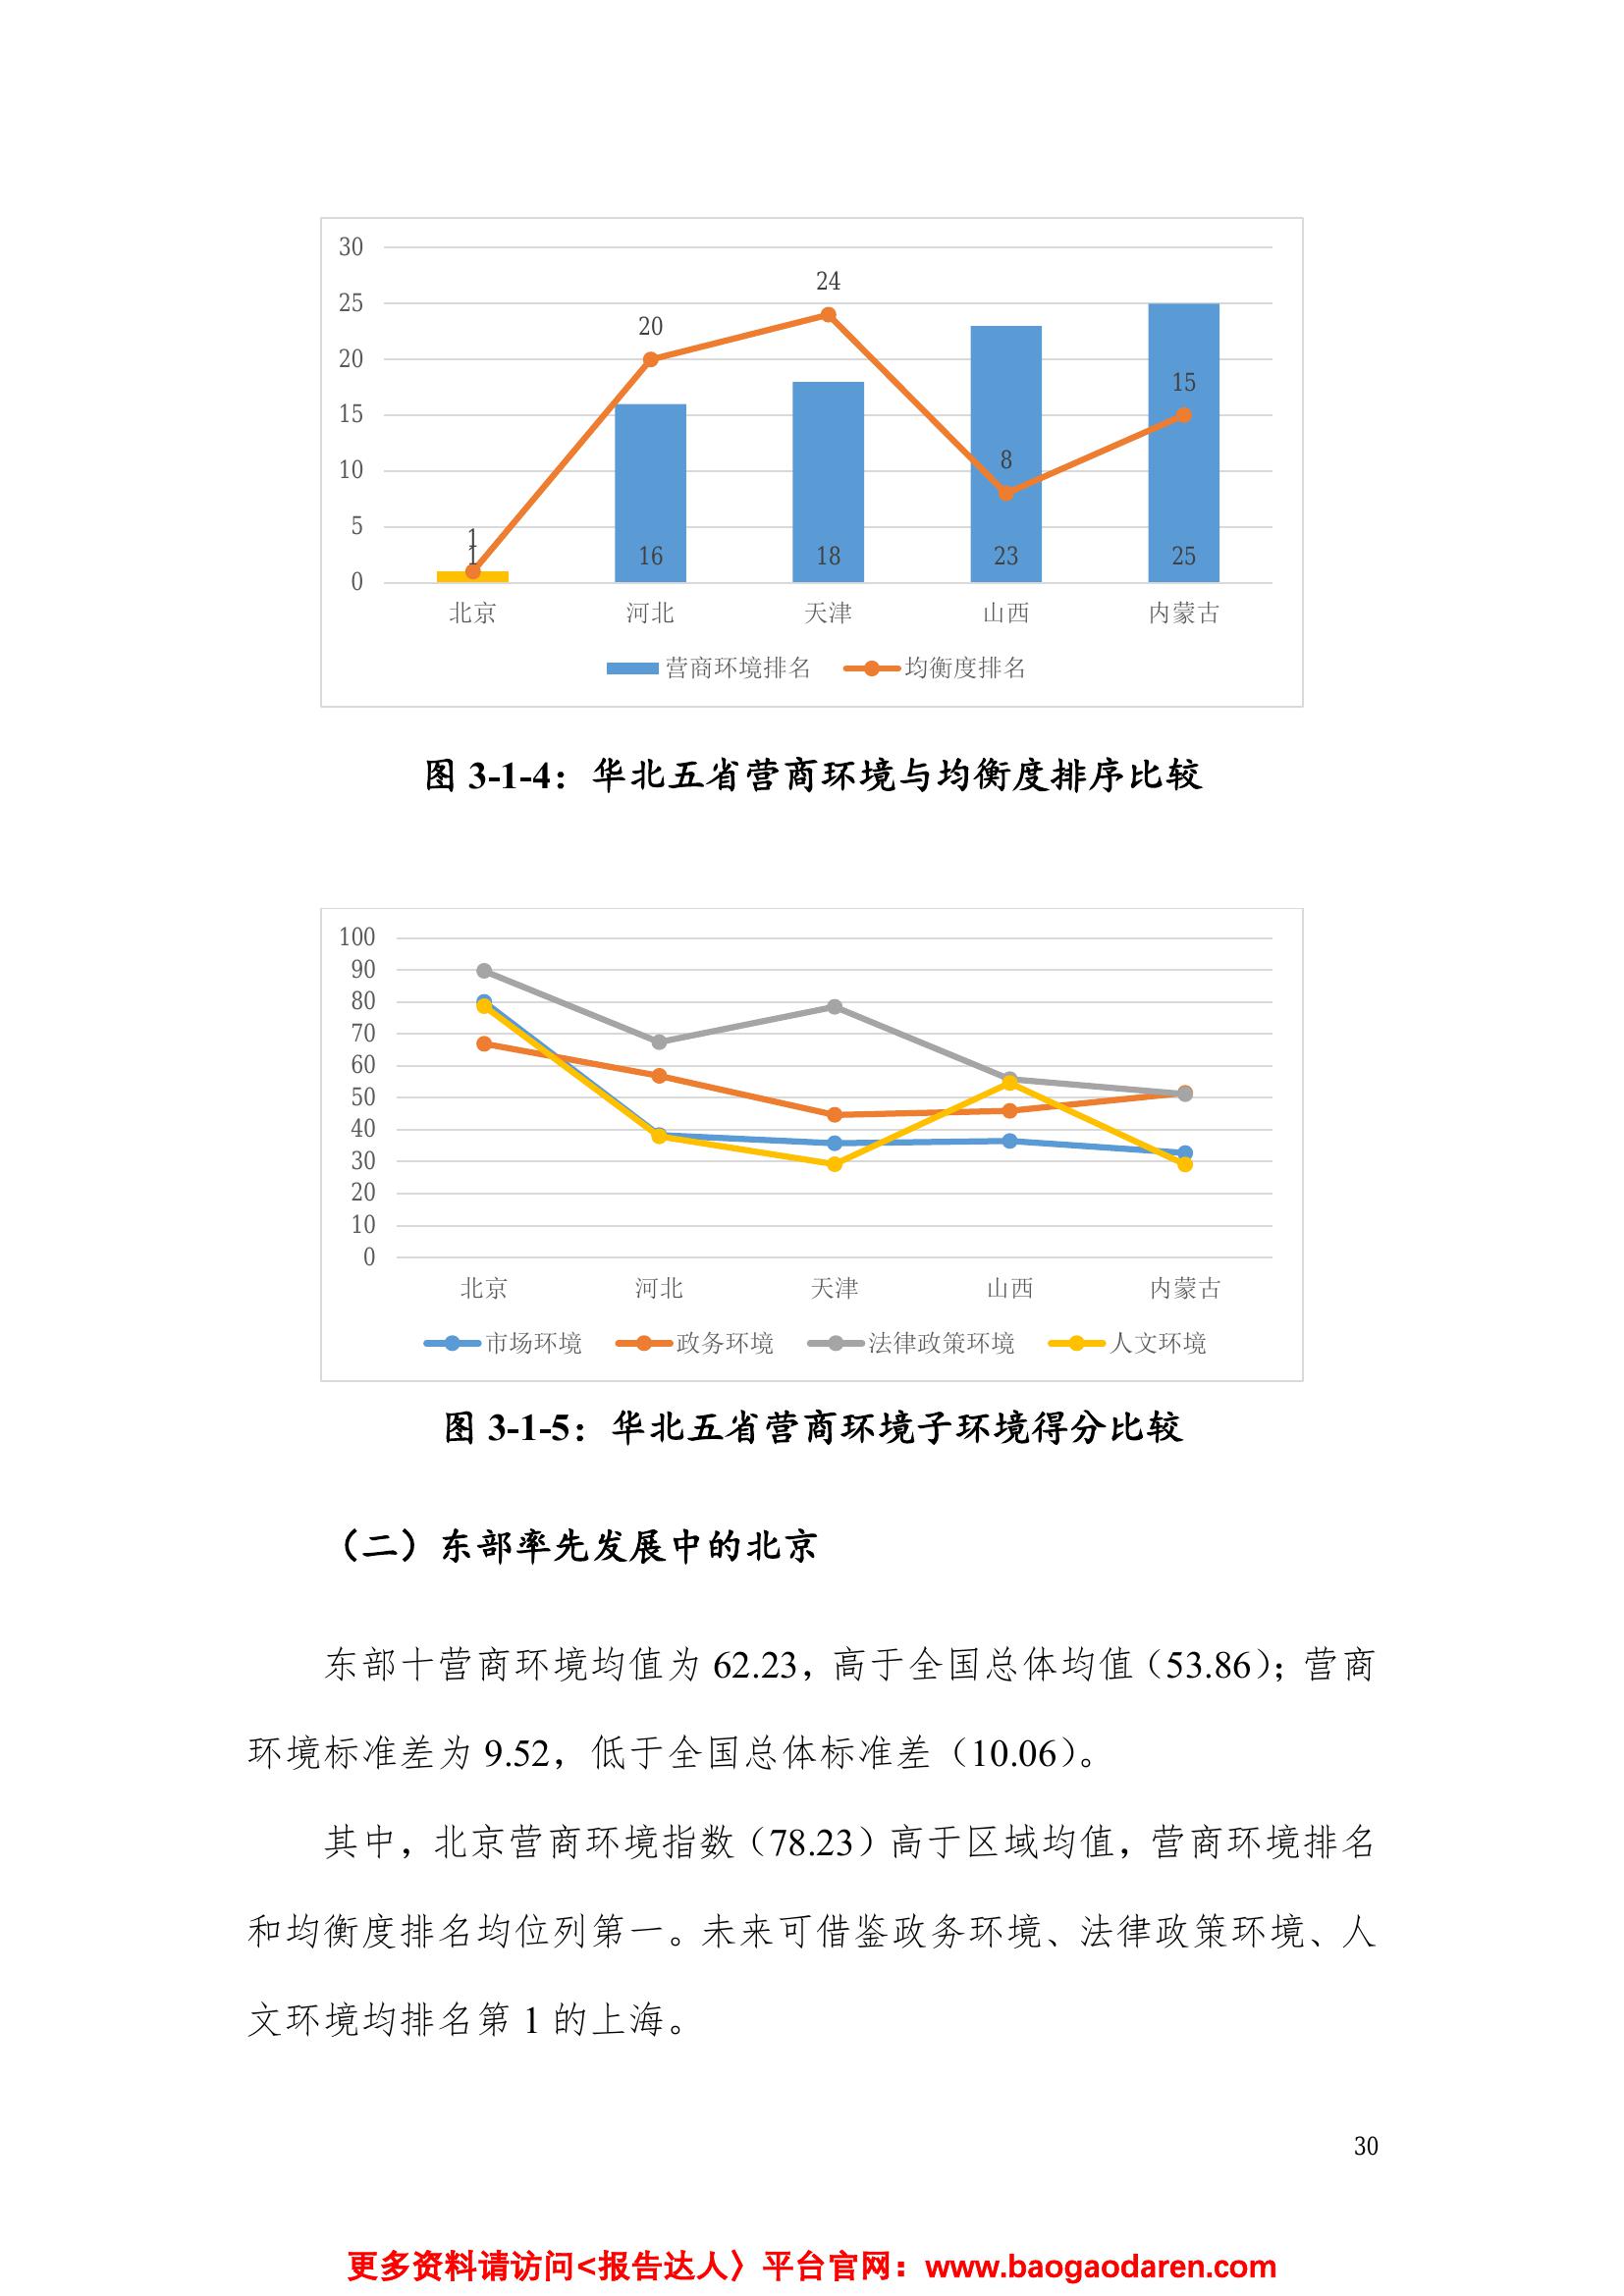 30
25
20
15
10
5
0
24
20
15
8
1
1
16
18
23
25
北京 河北 天津 山西 内蒙古
营商环境排名 均衡度排名
图 3-1-4：华北五省营商环境与均衡度排序比较
100
90
80
70
60
50
40
30
20
10
0
北京 河北 天津 山西 内蒙古
市场环境 政务环境 法律政策环境 人文环境
图 3-1-5：华北五省营商环境子环境得分比较
（二）东部率先发展中的北京
东部十营商环境均值为 62.23，高于全国总体均值（53.86）；营商
环境标准差为 9.52，低于全国总体标准差（10.06）。
其中，北京营商环境指数（78.23）高于区域均值，营商环境排名
和均衡度排名均位列第一。未来可借鉴政务环境、法律政策环境、人
文环境均排名第 1 的上海。
30
更多资料请访问<报告达人〉平台官网：www.baogaodaren.com